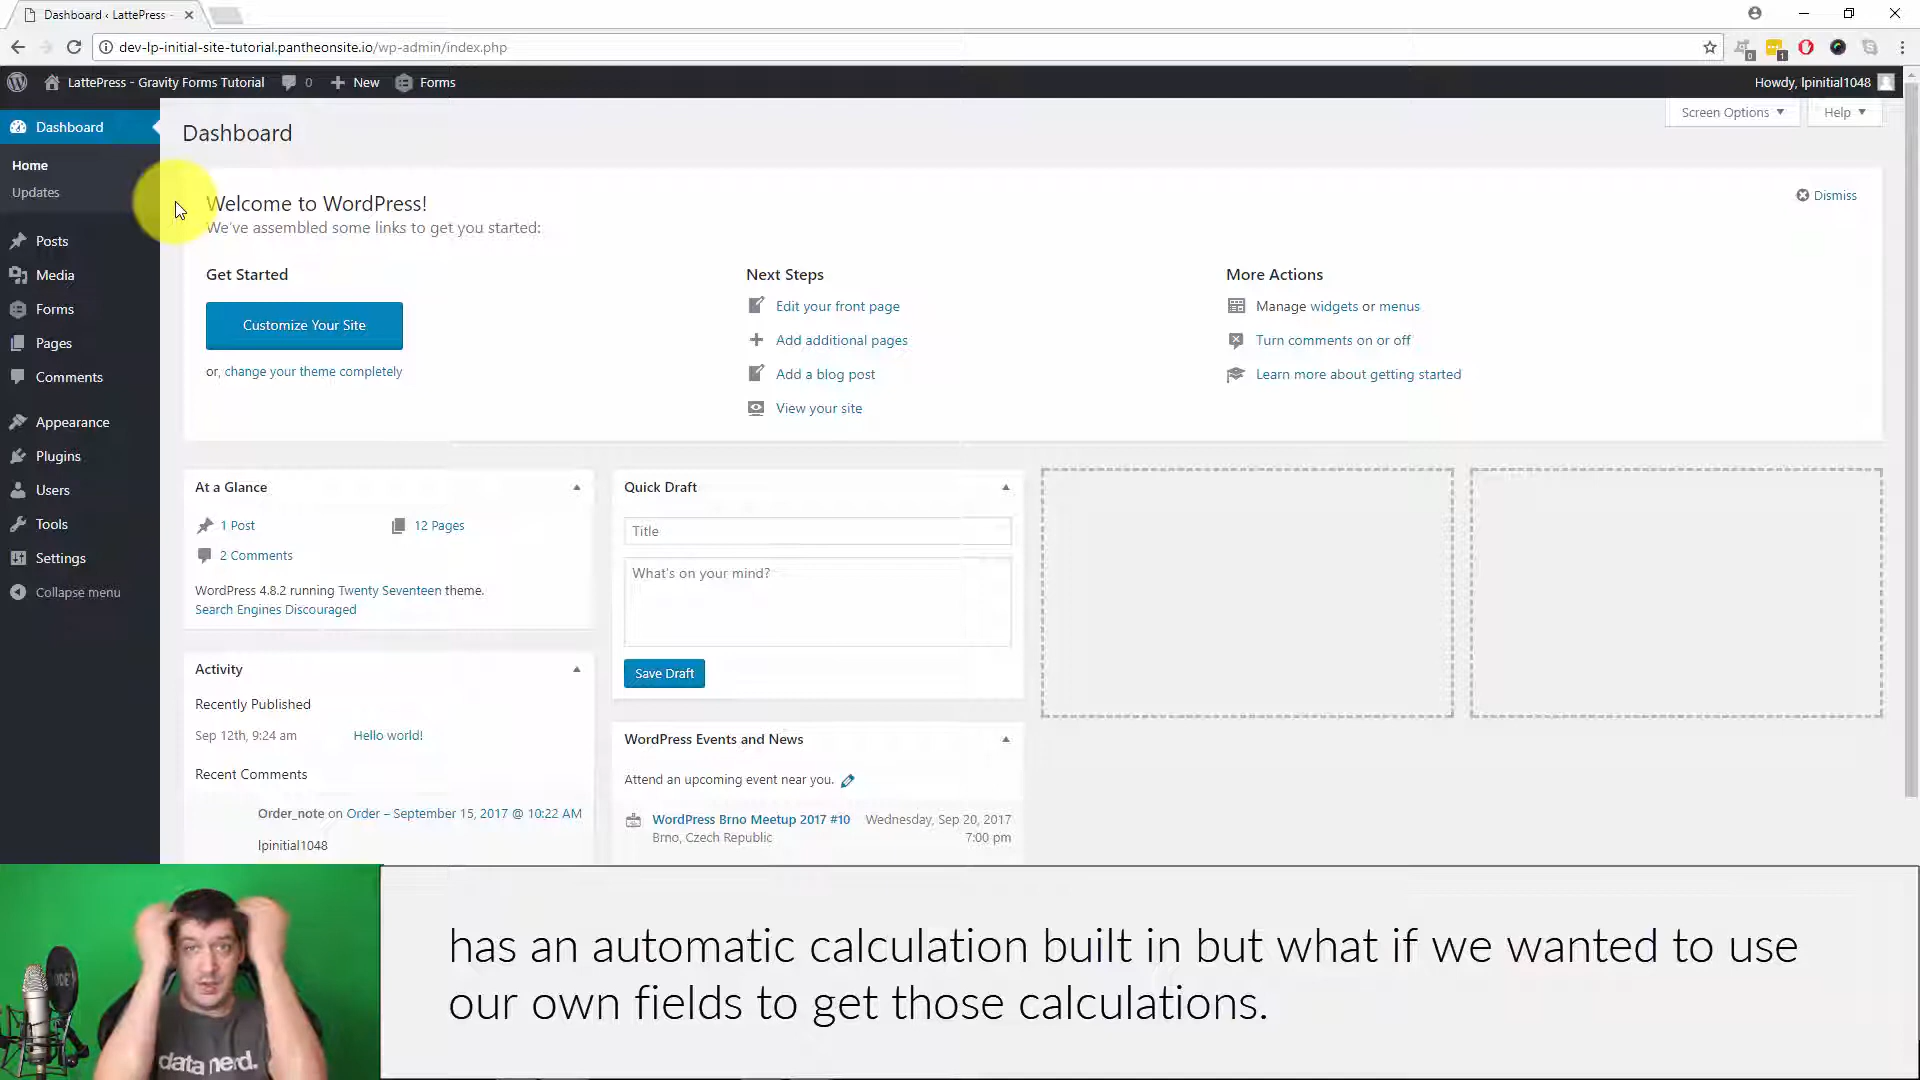 Dashboard ‹ LattePress -
dev-lp-initial-site-tutorial.pantheonsite.io/wp-admin/index.php
0
1
LattePress - Gravity Forms Tutorial
0
New
Forms
Howdy, lpinitial1048
Dashboard
Home
Updates
Posts
Media
Forms
Pages
Comments
Appearance
Plugins
Users
Tools
Settings
Collapse menu
Dashboard
Screen Options
Help
Welcome to WordPress!
We've assembled some links to get you started:
Dismiss
Get Started
Customize Your Site
or, change your theme completely
Next Steps
Edit your front page
Add additional pages
Add a blog post
View your site
More Actions
Manage widgets or menus
Turn comments on or off
Learn more about getting started
At a Glance
1 Post
12 Pages
2 Comments
WordPress 4.8.2 running Twenty Seventeen theme.
Search Engines Discouraged
Activity
Recently Published
Sep 12th, 9:24 am
Hello world!
Recent Comments
Order_note on Order – September 15, 2017 @ 10:22 AM
lpinitial1048
Quick Draft
Title
What's on your mind?
Save Draft
WordPress Events and News
Attend an upcoming event near you.
WordPress Brno Meetup 2017 #10
Wednesday, Sep 20, 2017
Brno, Czech Republic
7:00 pm
data nerd.
has an automatic calculation built in but what if we wanted to use
our own fields to get those calculations.